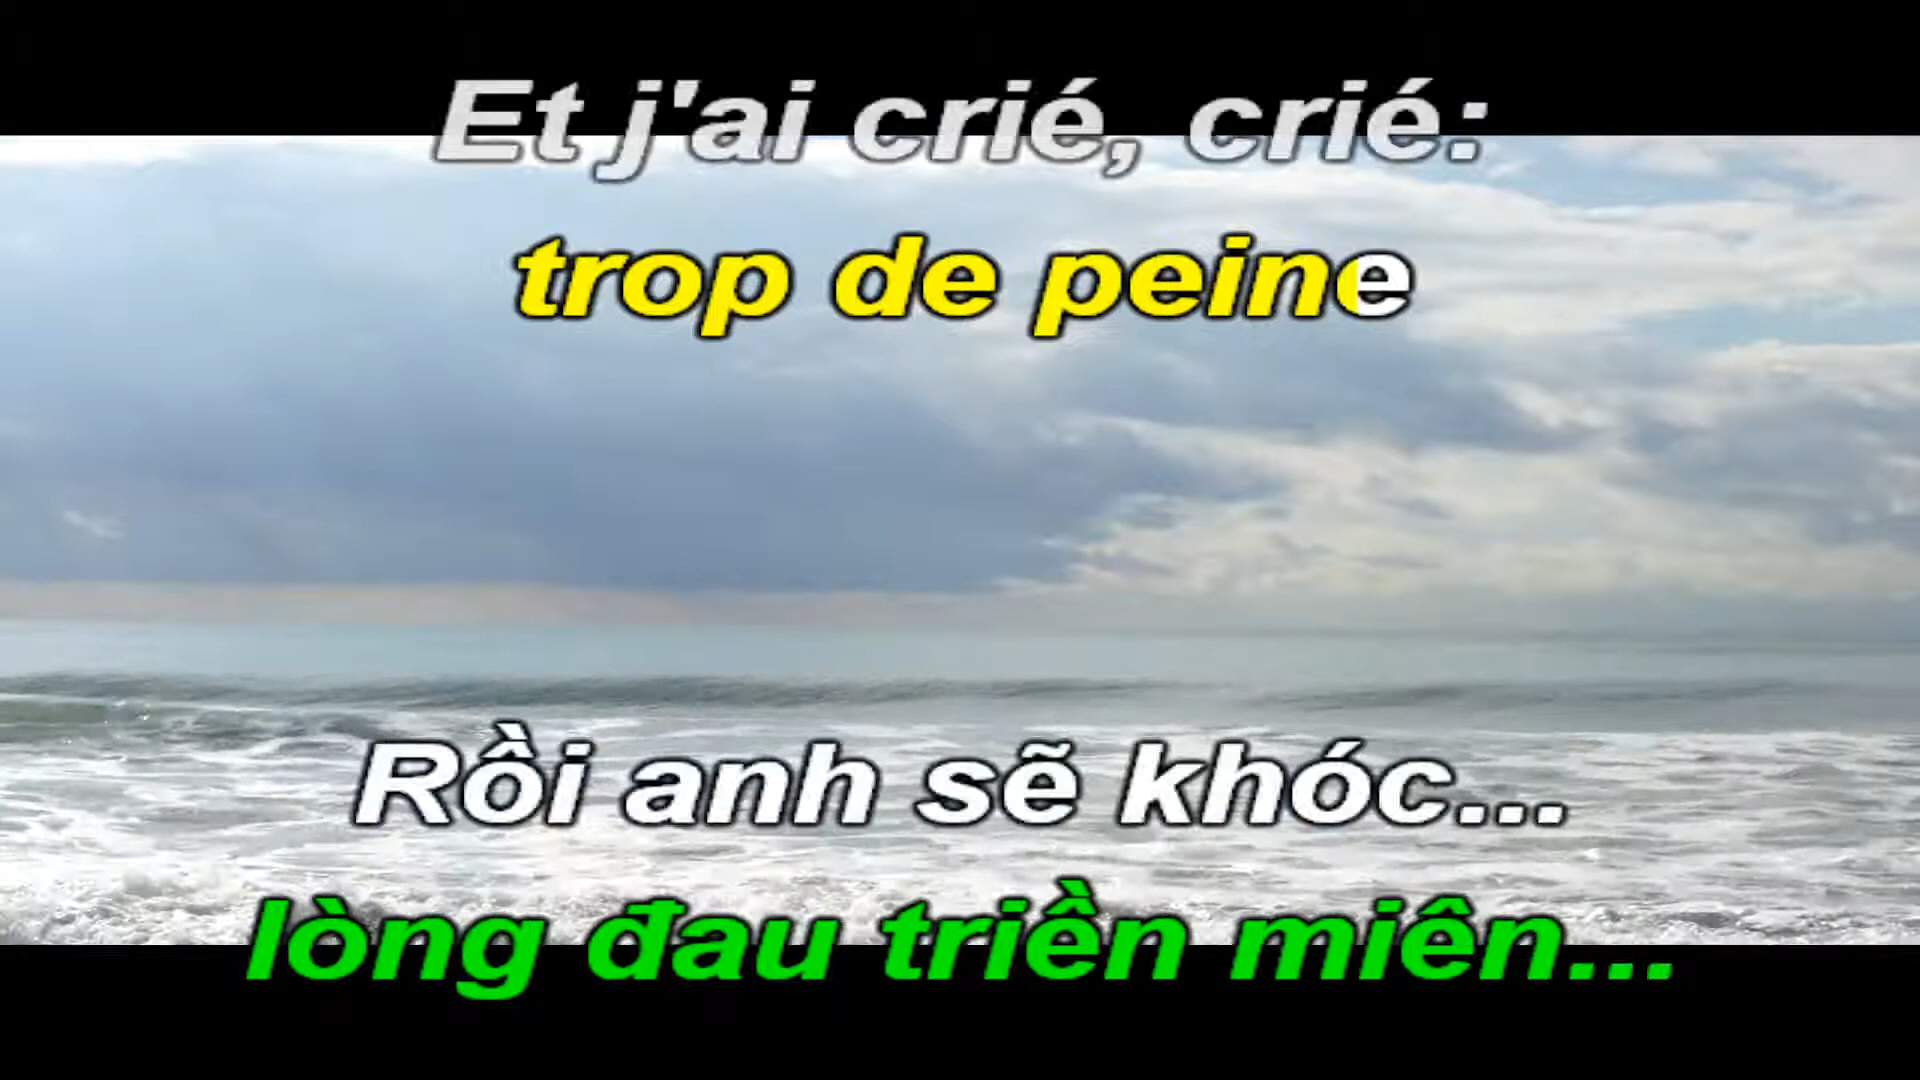 Et j'ai crié, crié:
trop de peine
Rồi anh sẽ khóc...
lòng đau triền miên...